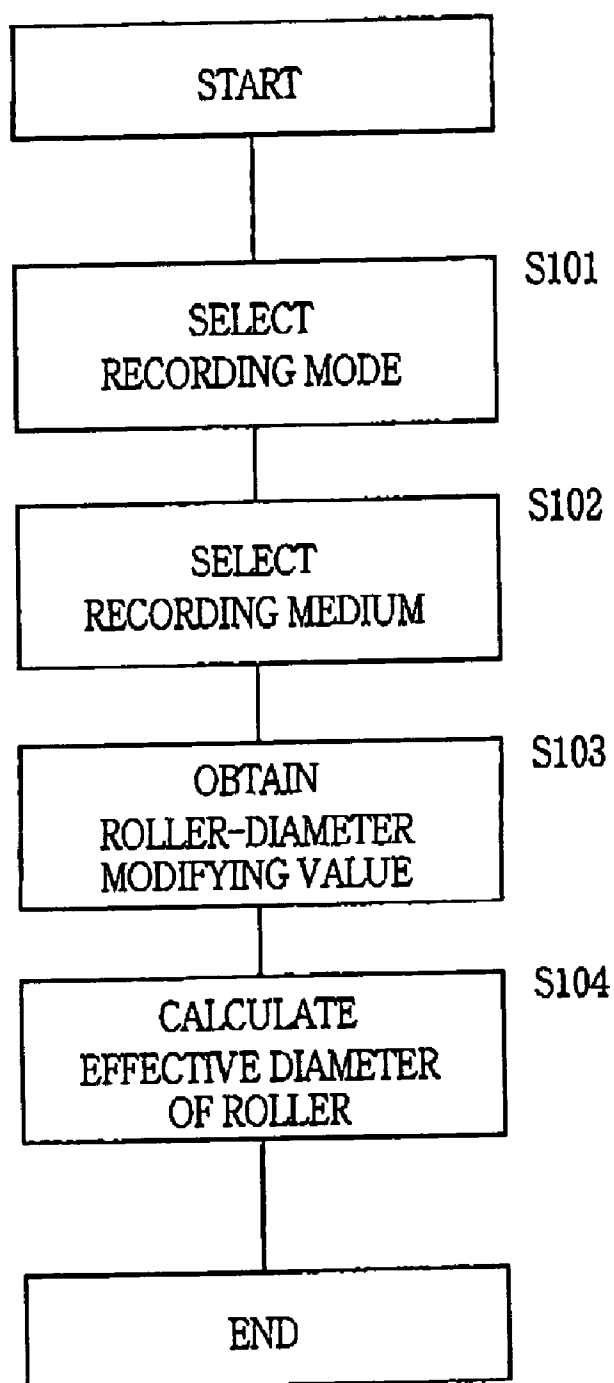 START
S101
SELECT
RECORDING MODE
S102
SELECT
RECORDING MEDIUM
S103
OBTAIN
ROLLER-DIAMETER
MODIFYING VALUE
S104
CALCULATE
EFFECTIVE DIAMETER
OF ROLLER
END